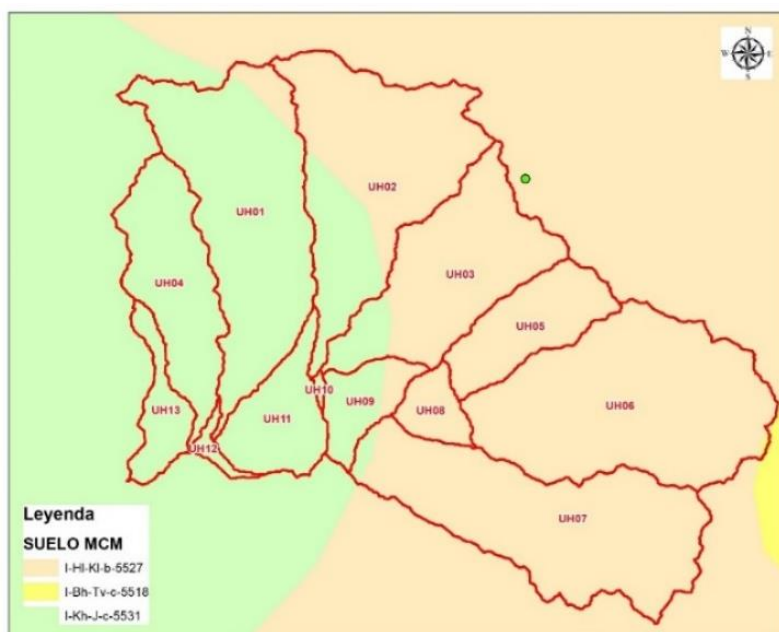 N
W E
S
UH02
UH01
UH03
UH04
UH05
UH10
UH09
UH08
UH06
UH13
UH11
UH12
UH07
Leyenda
SUELO MCM
I-Hl-Kl-b-5527
I-Bh-Tv-c-5518
I-Kh-J-c-5531